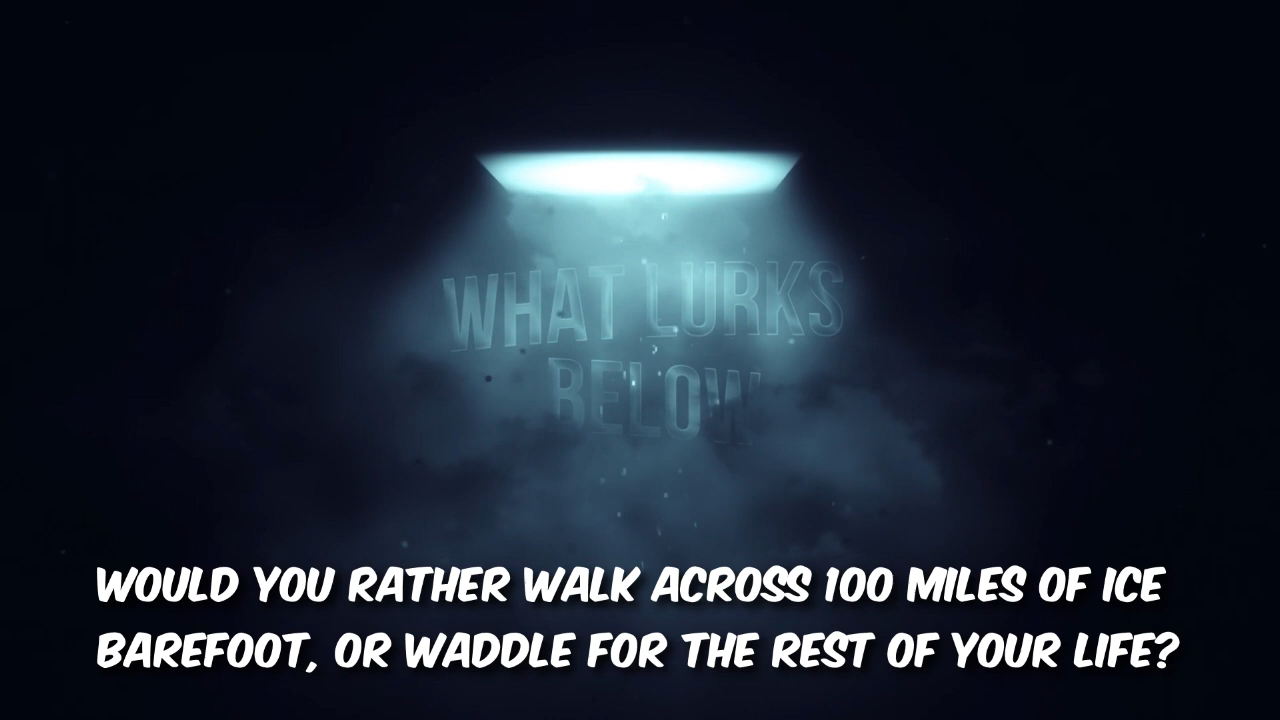 WHAT LURKS
BELOW
WOULD YOU RATHER WALK ACROSS 100 MILES OF ICE
BAREFOOT, OR WADDLE FOR THE REST OF YOUR LIFE?